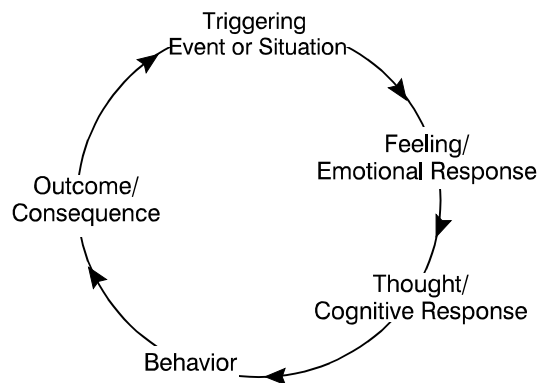 Triggering
Event or Situation
Feeling/
Emotional Response
Thought/
Cognitive Response
Behavior
Outcome/
Consequence